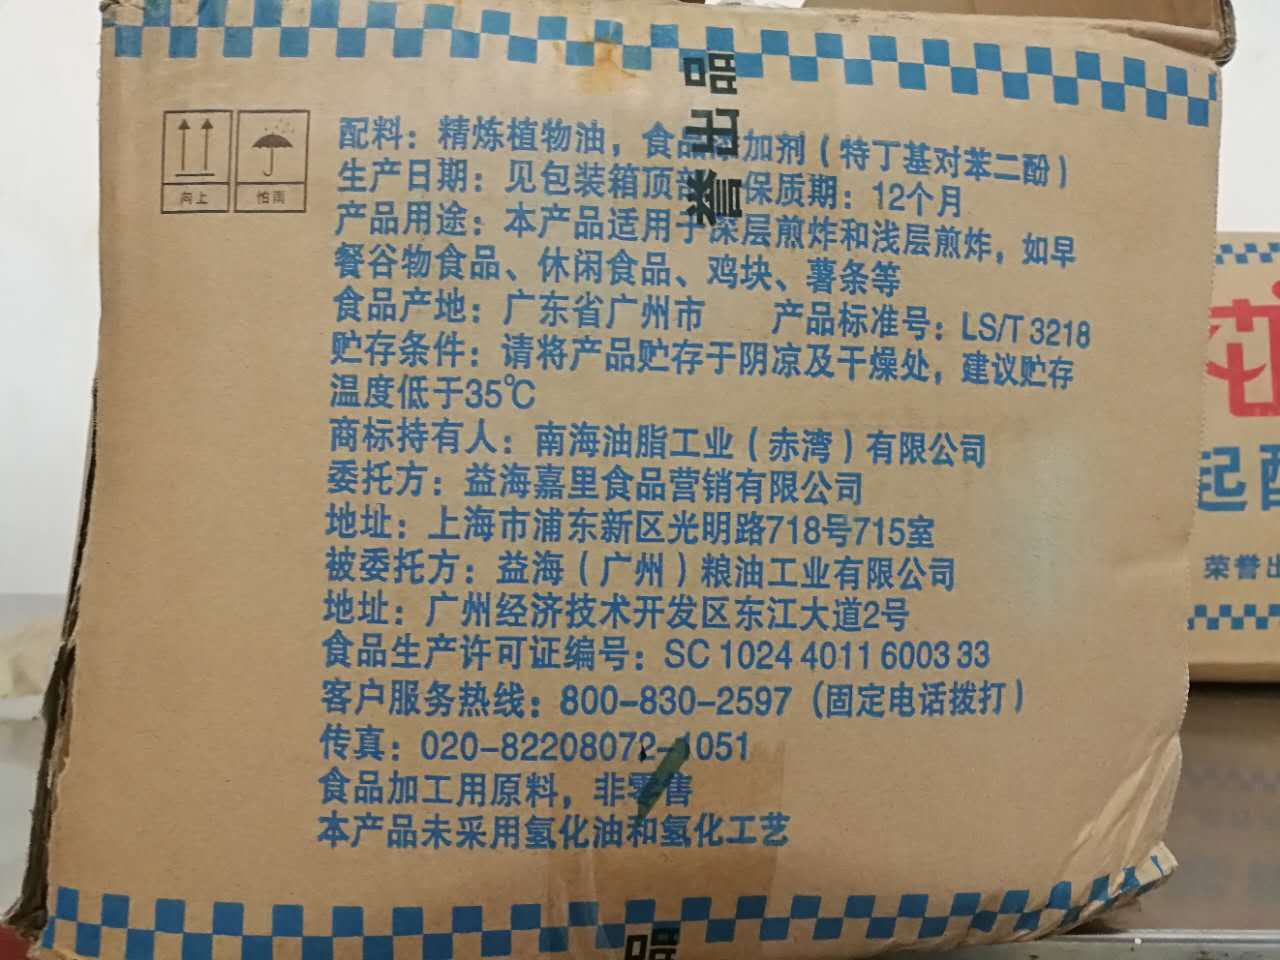 向上
怕雨
誉出品
配料：精炼植物油，食品添加剂（特丁基对苯二酚）
生产日期：见包装箱顶部 保质期：12个月
产品用途：本产品适用于深层煎炸和浅层煎炸，如早
餐谷物食品、休闲食品、鸡块、薯条等
食品产地：广东省广州市 产品标准号：LS/T 3218
贮存条件：请将产品贮存于阴凉及干燥处，建议贮存
温度低于35℃
商标持有人：南海油脂工业（赤湾）有限公司
委托方：益海嘉里食品营销有限公司
地址：上海市浦东新区光明路718号715室
被委托方：益海（广州）粮油工业有限公司
地址：广州经济技术开发区东江大道2号
食品生产许可证编号：SC 1024 4011 6003 33
客户服务热线：800-830-2597（固定电话拨打）
传真：020-82208072-1051
食品加工用原料，非零售
本产品未采用氢化油和氢化工艺
品
起酥
荣誉出